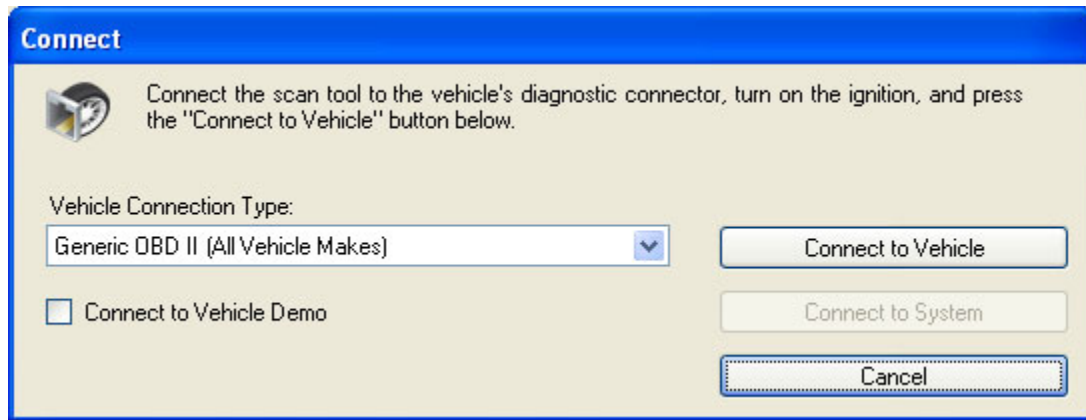 Connect
Connect the scan tool to the vehicle's diagnostic connector, turn on the ignition, and press
the "Connect to Vehicle" button below.
Vehicle Connection Type:
Generic OBD II (All Vehicle Makes)
Connect to Vehicle
Connect to Vehicle Demo
Connect to System
Cancel